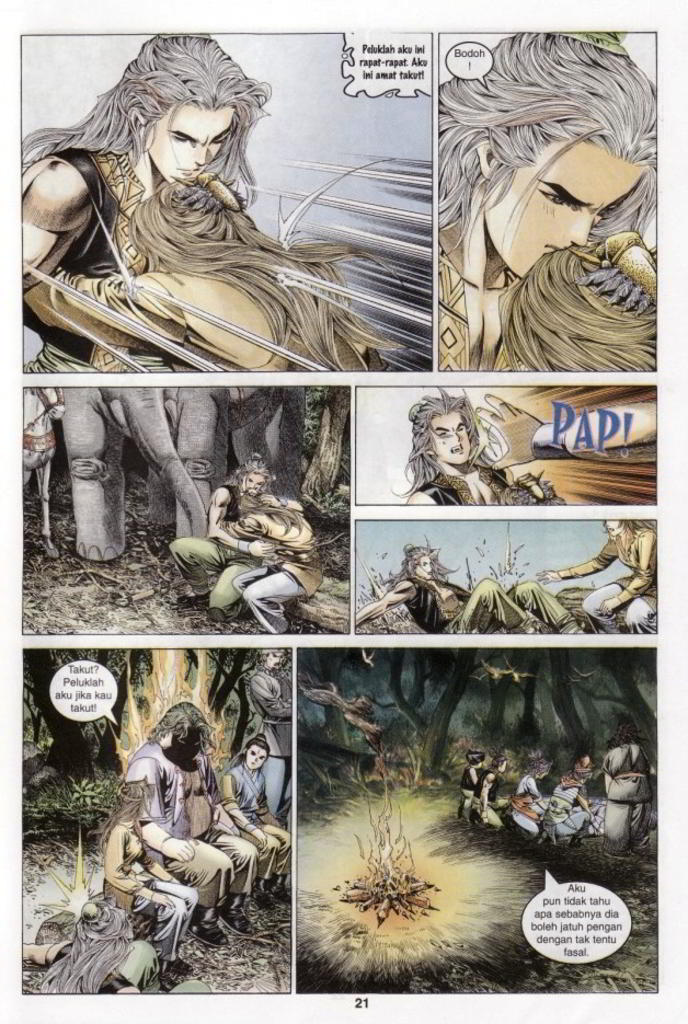 Peluklah aku ini
rapat-rapat. Aku
ini amat takut!
Bodoh
!
PAP!
Takut?
Peluklah
aku jika kau
takut!
Aku
pun tidak tahu
apa sebabnya dia
boleh jatuh pengan
dengan tak tentu
fasal.
21